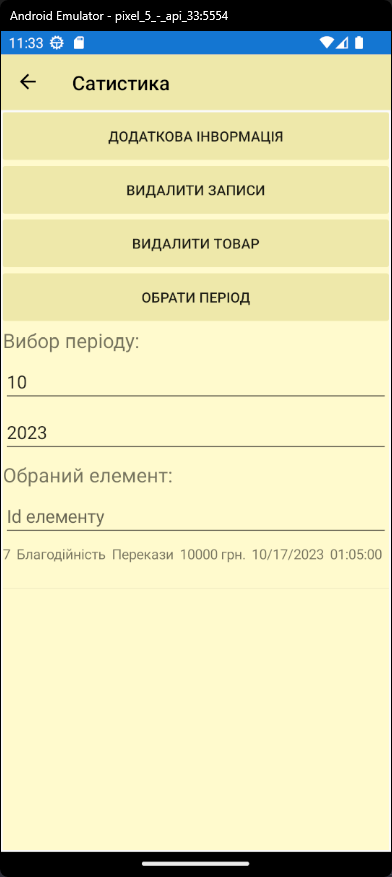 Android Emulator - pixel_5_-_api_33:5554
11:33
Сатистика
ДОДАТКОВА ІНВОРМАЦІЯ
ВИДАЛИТИ ЗАПИСИ
ВИДАЛИТИ ТОВАР
ОБРАТИ ПЕРІОД
Вибор періоду:
10
2023
Обраний елемент:
Id елементу
7 Благодійність Перекази 10000 грн. 10/17/2023 01:05:00